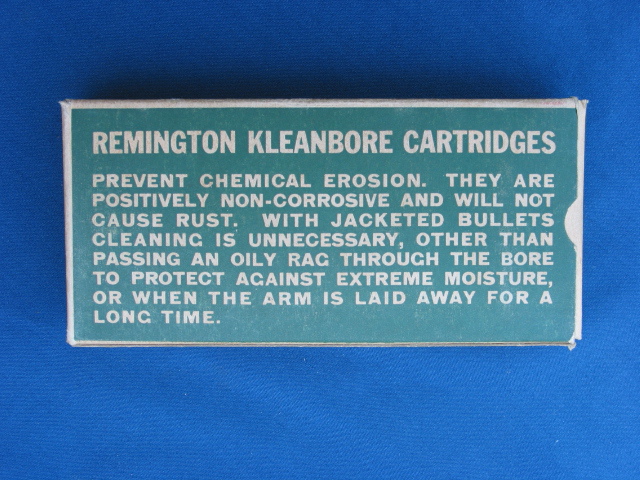 REMINGTON KLEANBORE CARTRIDGES
PREVENT CHEMICAL EROSION. THEY ARE
POSITIVELY NON-CORROSIVE AND WILL NOT
CAUSE RUST. WITH JACKETED BULLETS
CLEANING IS UNNECESSARY, OTHER THAN
PASSING AN OILY RAG THROUGH THE BORE
TO PROTECT AGAINST EXTREME MOISTURE,
OR WHEN THE ARM IS LAID AWAY FOR A
LONG TIME.